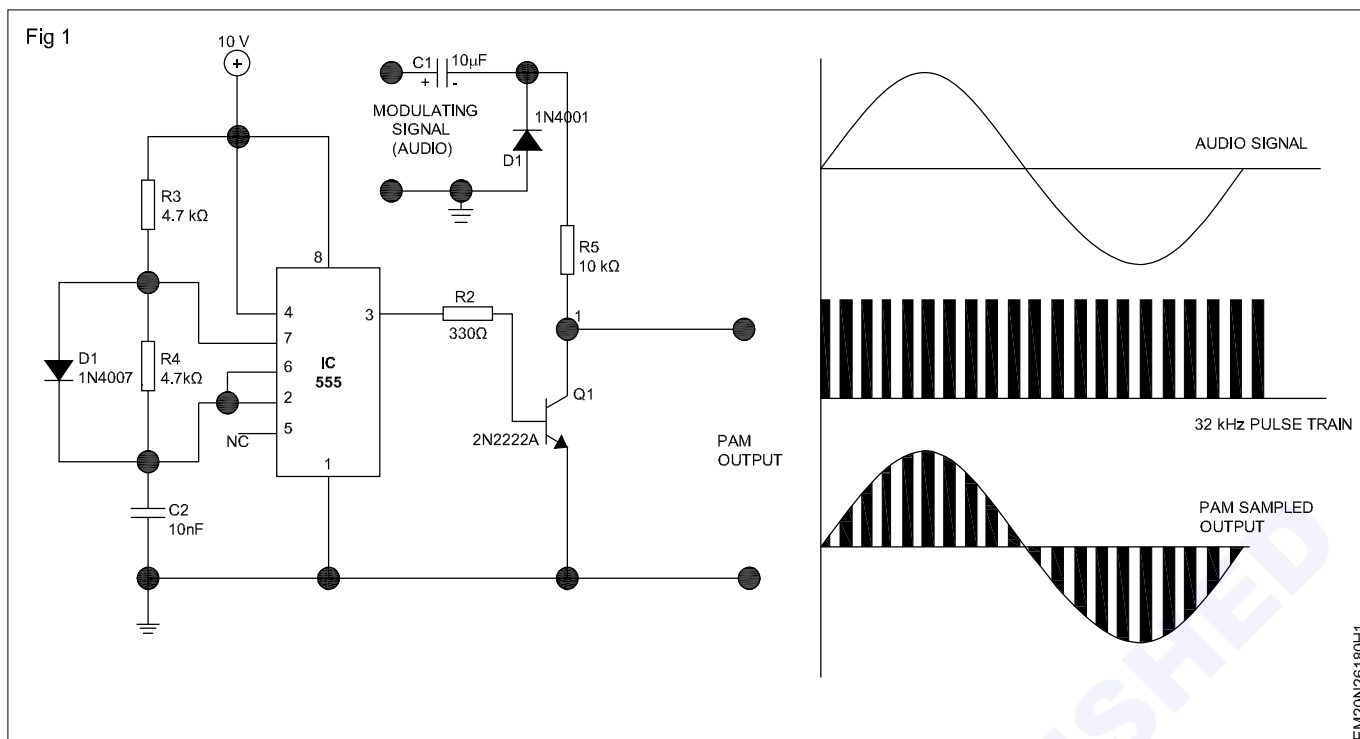 Fig 1
10 V
+
R3
4.7 kΩ
D1
1N4007
R4
4.7kΩ
C2
10nF
NC
8
4
7
6
2
5
3
1
IC
555
R2
330Ω
C1
10μF
+
-
MODULATING
SIGNAL
(AUDIO)
1N4001
D1
R5
10 kΩ
1
Q1
2N2222A
PAM
OUTPUT
AUDIO SIGNAL
32 kHz PULSE TRAIN
PAM SAMPLED
OUTPUT
EM20N26180H1